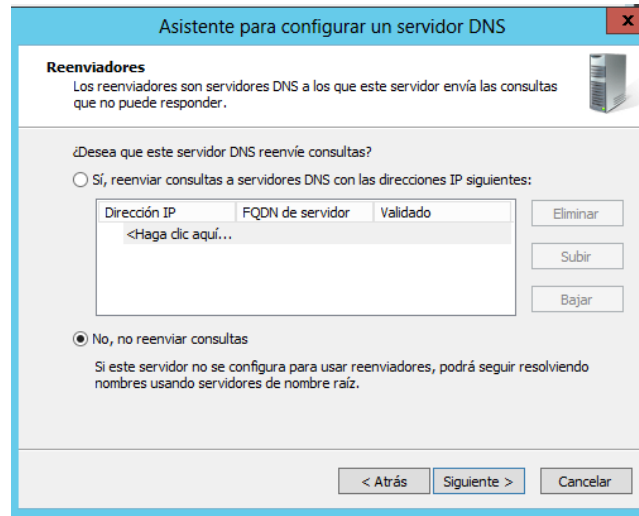 Asistente para configurar un servidor DNS
x
Reenviadores
Los reenviadores son servidores DNS a los que este servidor envía las consultas
que no puede responder.
¿Desea que este servidor DNS reenvíe consultas?
Sí, reenviar consultas a servidores DNS con las direcciones IP siguientes:
Dirección IP FQDN de servidor Validado
<Haga clic aquí...
Eliminar
Subir
Bajar
No, no reenviar consultas
Si este servidor no se configura para usar reenviadores, podrá seguir resolviendo
nombres usando servidores de nombre raíz.
< Atrás Siguiente > Cancelar